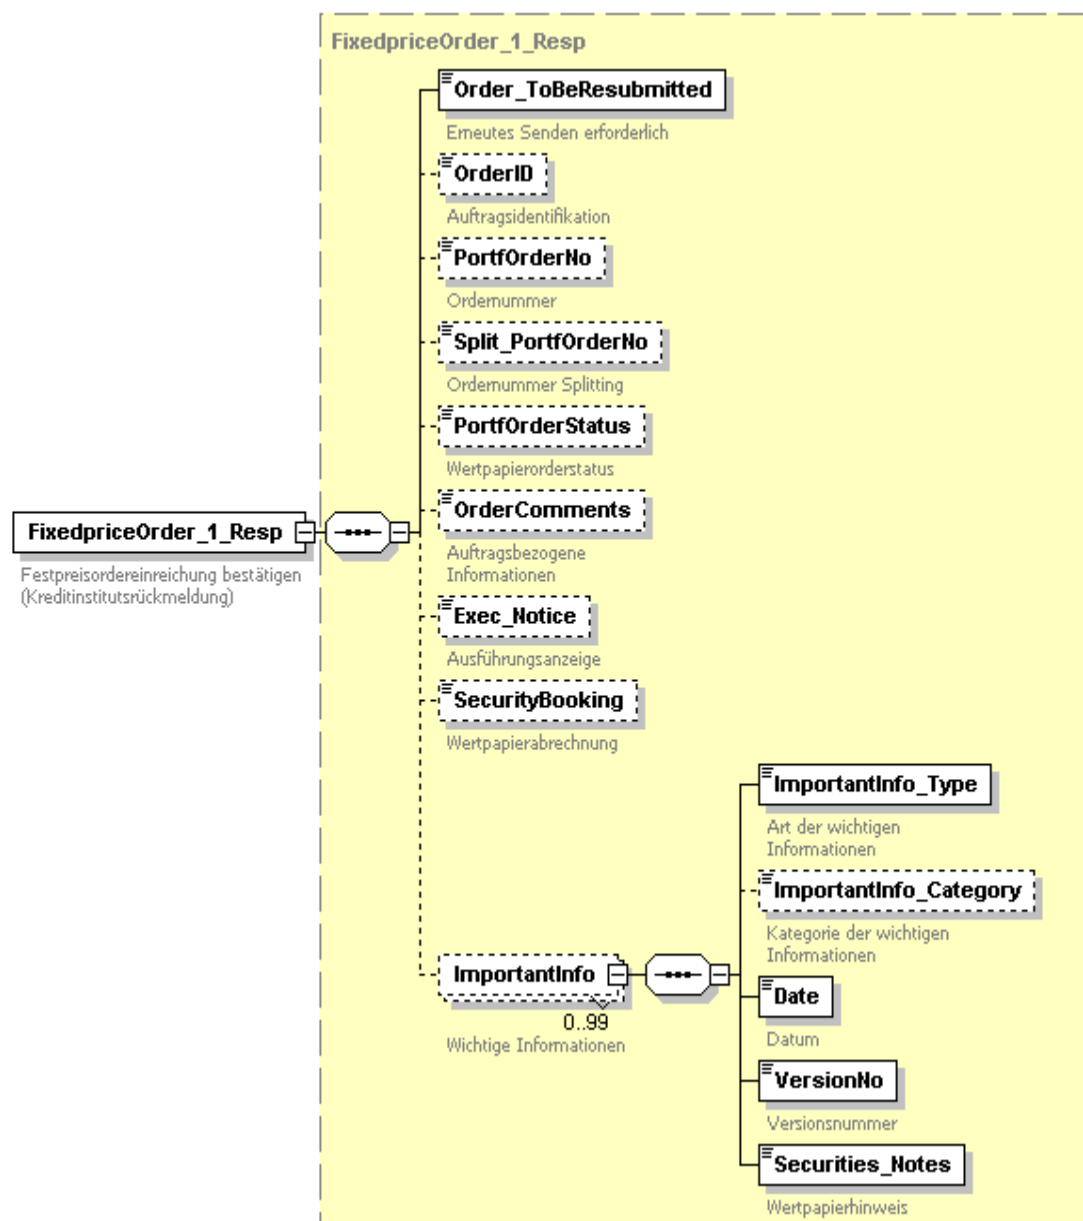 FixedpriceOrder_1_Resp
Order_ToBeResubmitted
Erneutes Senden erforderlich
OrderID
Auftragsidentifikation
PortfOrderNo
Ordernummer
Split_PortfOrderNo
Ordernummer Splitting
PortfOrderStatus
Wertpapierorderstatus
OrderComments
Auftragsbezogene
Informationen
FixedpriceOrder_1_Resp
Festpreisordereinreichung bestätigen
(Kreditinstitutsrückmeldung)
Exec_Notice
Ausführungsanzeige
SecurityBooking
Wertpapierabrechnung
ImportantInfo
0..99
Wichtige Informationen
ImportantInfo_Type
Art der wichtigen
Informationen
ImportantInfo_Category
Kategorie der wichtigen
Informationen
Date
Datum
VersionNo
Versionsnummer
Securities_Notes
Wertpapierhinweis